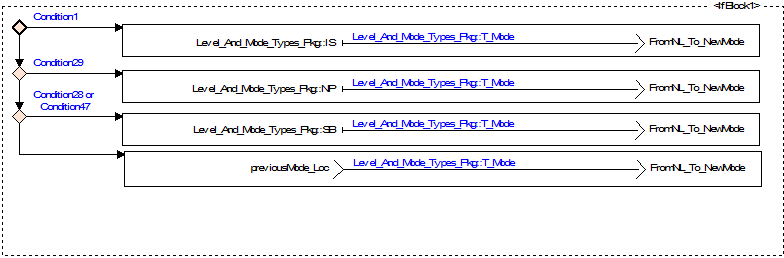 <IfBlock1>
Condition1
Level_And_Mode_Types_Pkg::IS Level_And_Mode_Types_Pkg::T_Mode FromNL_To_NewMode
Condition29
Level_And_Mode_Types_Pkg::NP Level_And_Mode_Types_Pkg::T_Mode FromNL_To_NewMode
Condition28 or
Condition47
Level_And_Mode_Types_Pkg::SB Level_And_Mode_Types_Pkg::T_Mode FromNL_To_NewMode
previousMode_Loc Level_And_Mode_Types_Pkg::T_Mode FromNL_To_NewMode